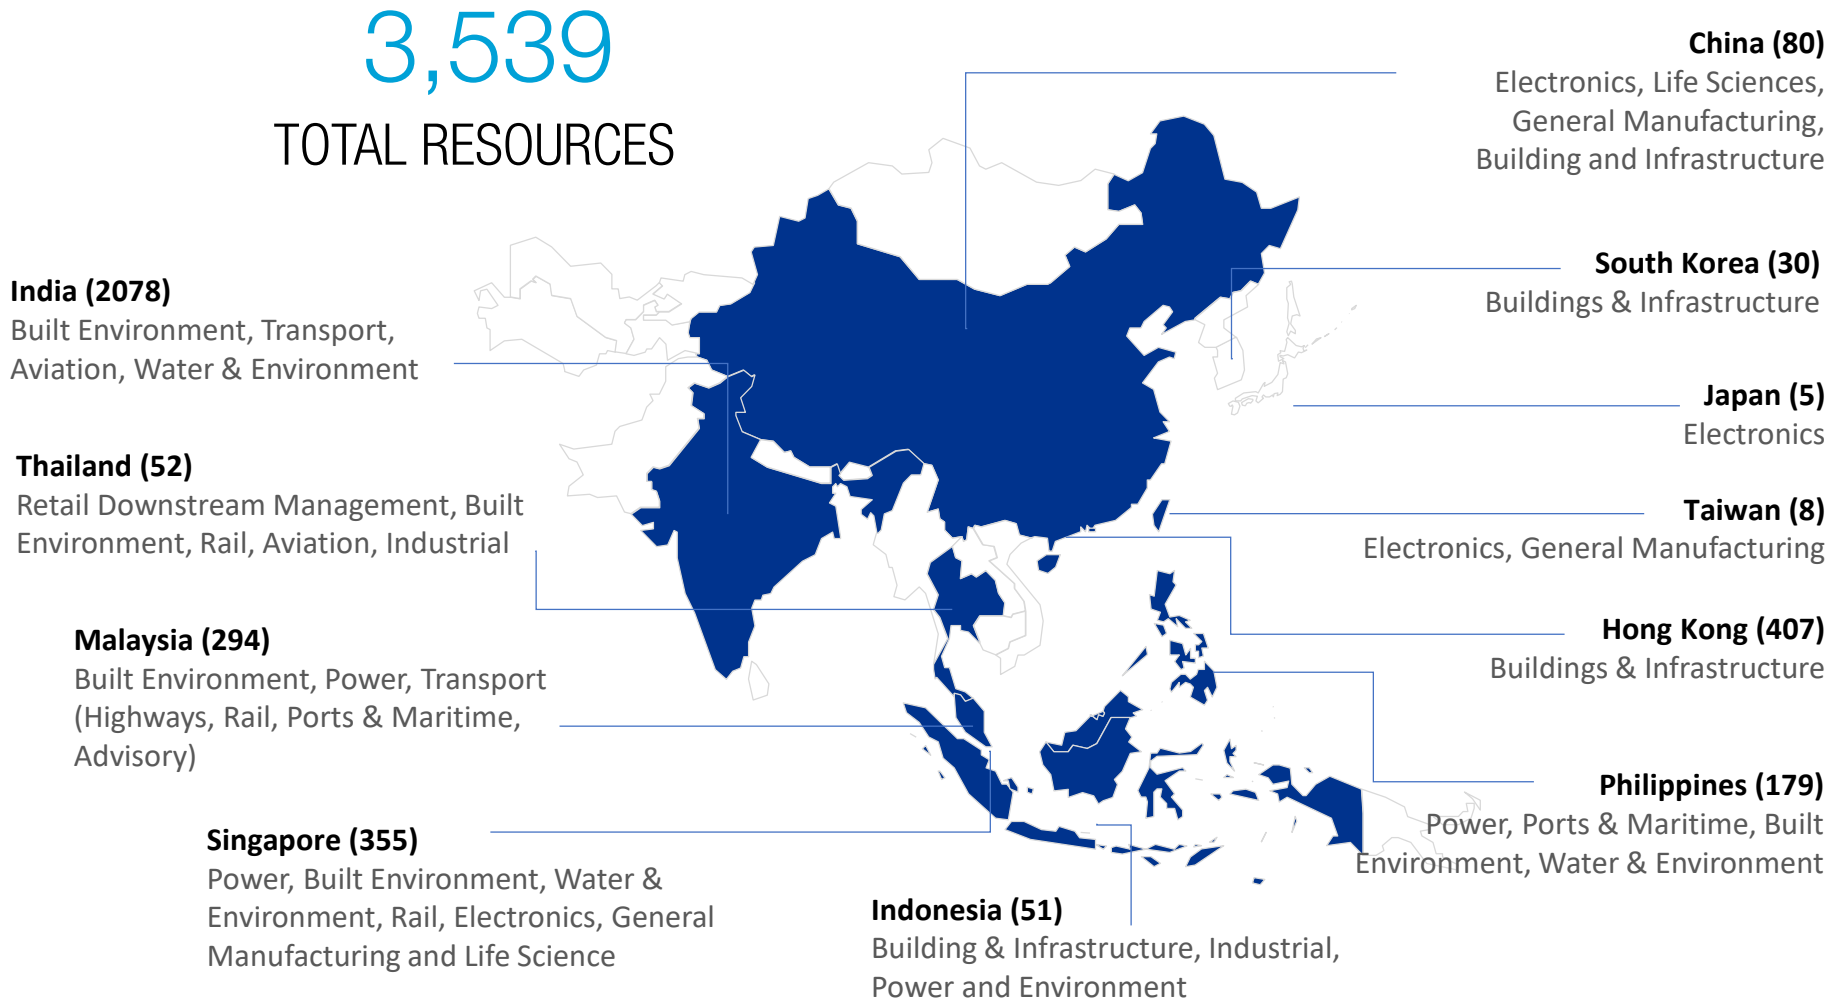 3,539
TOTAL RESOURCES
China (80)
Electronics, Life Sciences,
General Manufacturing,
Building and Infrastructure
South Korea (30)
Buildings & Infrastructure
India (2078)
Built Environment, Transport,
Aviation, Water & Environment
Japan (5)
Electronics
Thailand (52)
Retail Downstream Management, Built
Environment, Rail, Aviation, Industrial
Taiwan (8)
Electronics, General Manufacturing
Hong Kong (407)
Buildings & Infrastructure
Malaysia (294)
Built Environment, Power, Transport
(Highways, Rail, Ports & Maritime,
Advisory)
Philippines (179)
Power, Ports & Maritime, Built
Environment, Water & Environment
Singapore (355)
Power, Built Environment, Water &
Environment, Rail, Electronics, General
Manufacturing and Life Science
Indonesia (51)
Building & Infrastructure, Industrial,
Power and Environment